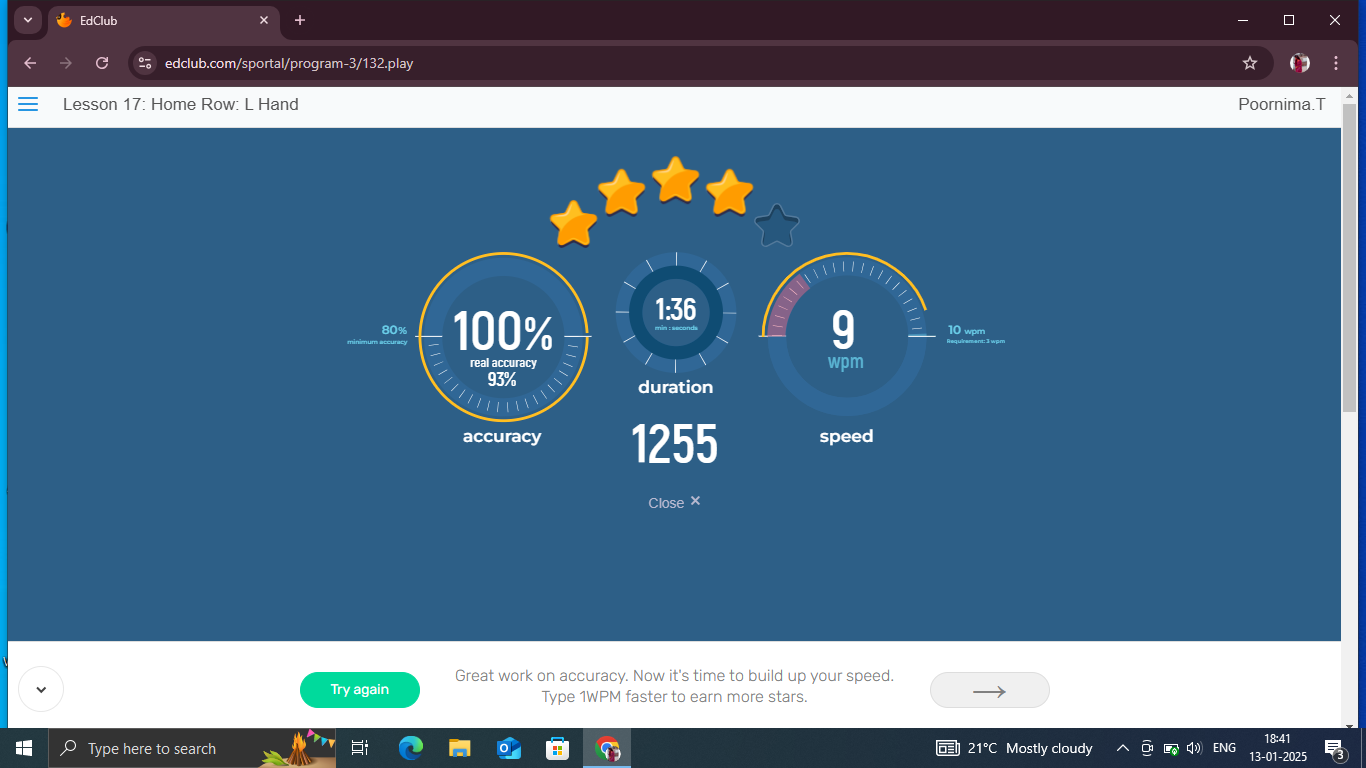 EdClub
edclub.com/sportal/program-3/132.play
Lesson 17: Home Row: L Hand
Poornima.T
80%
minimum accuracy
100%
real accuracy
93%
accuracy
1:36
min : seconds
duration
1255
Close ×
9
wpm
speed
10 wpm
Requirement: 3 wpm
Try again
Great work on accuracy. Now it's time to build up your speed.
Type 1WPM faster to earn more stars.
Type here to search
21°C Mostly cloudy
ENG
18:41
13-01-2025
3